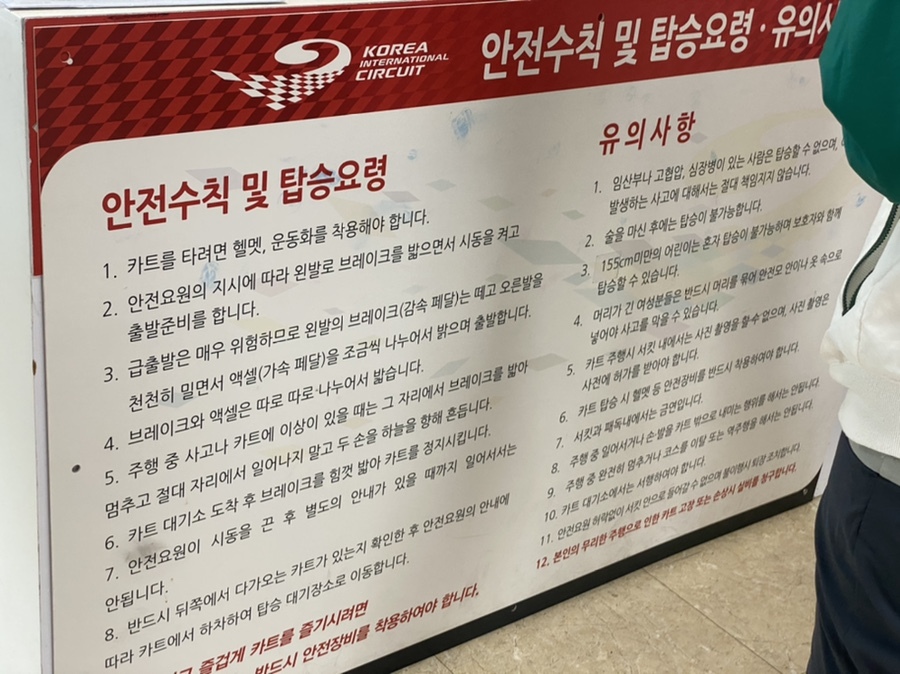 KOREA
INTERNATIONAL
CIRCUIT
안전수칙 및 탑승요령 · 유의사
안전수칙 및 탑승요령
1. 카트를 타려면 헬멧, 운동화를 착용해야 합니다.
2. 안전요원의 지시에 따라 왼발로 브레이크를 밟으면서 시동을 켜고
출발준비를 합니다.
3. 급출발은 매우 위험하므로 왼발의 브레이크(감속 페달)는 떼고 오른발을
천천히 밀면서 액셀(가속 페달)을 조금씩 나누어서 밝으며 출발합니다.
4. 브레이크와 액셀은 따로 따로 나누어서 밟습니다.
5. 주행 중 사고나 카트에 이상이 있을 때는 그 자리에서 브레이크를 밟아
멈추고 절대 자리에서 일어나지 말고 두 손을 하늘을 향해 흔듭니다.
6. 카트 대기소 도착 후 브레이크를 힘껏 밟아 카트를 정지시킵니다.
7. 안전요원이 시동을 끈 후 별도의 안내가 있을 때까지 일어서서는
안됩니다.
8. 반드시 뒤쪽에서 다가오는 카트가 있는지 확인한 후 안전요원의 안내에
따라 카트에서 하차하여 탑승 대기장소로 이동합니다.
즐겁게 카트를 즐기시려면
반드시 안전장비를 착용하여야 합니다.
유의사항
1. 임산부나 고협압, 심장병이 있는 사람은 탑승할 수 없으며,
발생하는 사고에 대해서는 절대 책임지지 않습니다.
2. 술을 마신 후에는 탑승이 불가능합니다.
3. 155cm미만의 어린이는 혼자 탑승이 불가능하며 보호자와 함께
탑승할 수 있습니다.
4. 머리가 긴 여성분들은 반드시 머리를 묶어 안전모 안이나 옷 속으로
넣어야 사고를 막을 수 있습니다.
5. 카트 주행시 서킷 내에서는 사진 촬영을 할 수 없으며, 사진 촬영은
사전에 허가를 받아야 합니다.
6. 카트 탑승 시 헬멧 등 안전장비를 반드시 착용하여야 합니다.
7. 서킷과 패독내에서는 금연입니다.
8. 주행 중 일어서거나 손·발을 카트 밖으로 내미는 행위를 해서는 안됩니다.
9. 주행 중 완전히 멈추거나 코스를 이탈 또는 역주행을 해서는 안됩니다.
10. 카트 대기소에서는 서행하여야 합니다.
11. 안전요원 허락없이 서킷 안으로 들어갈 수 없으며 불이행시 퇴장 조치합니다.
12. 본인의 무리한 주행으로 인한 카트 고장 또는 손상시 실비를 청구합니다.